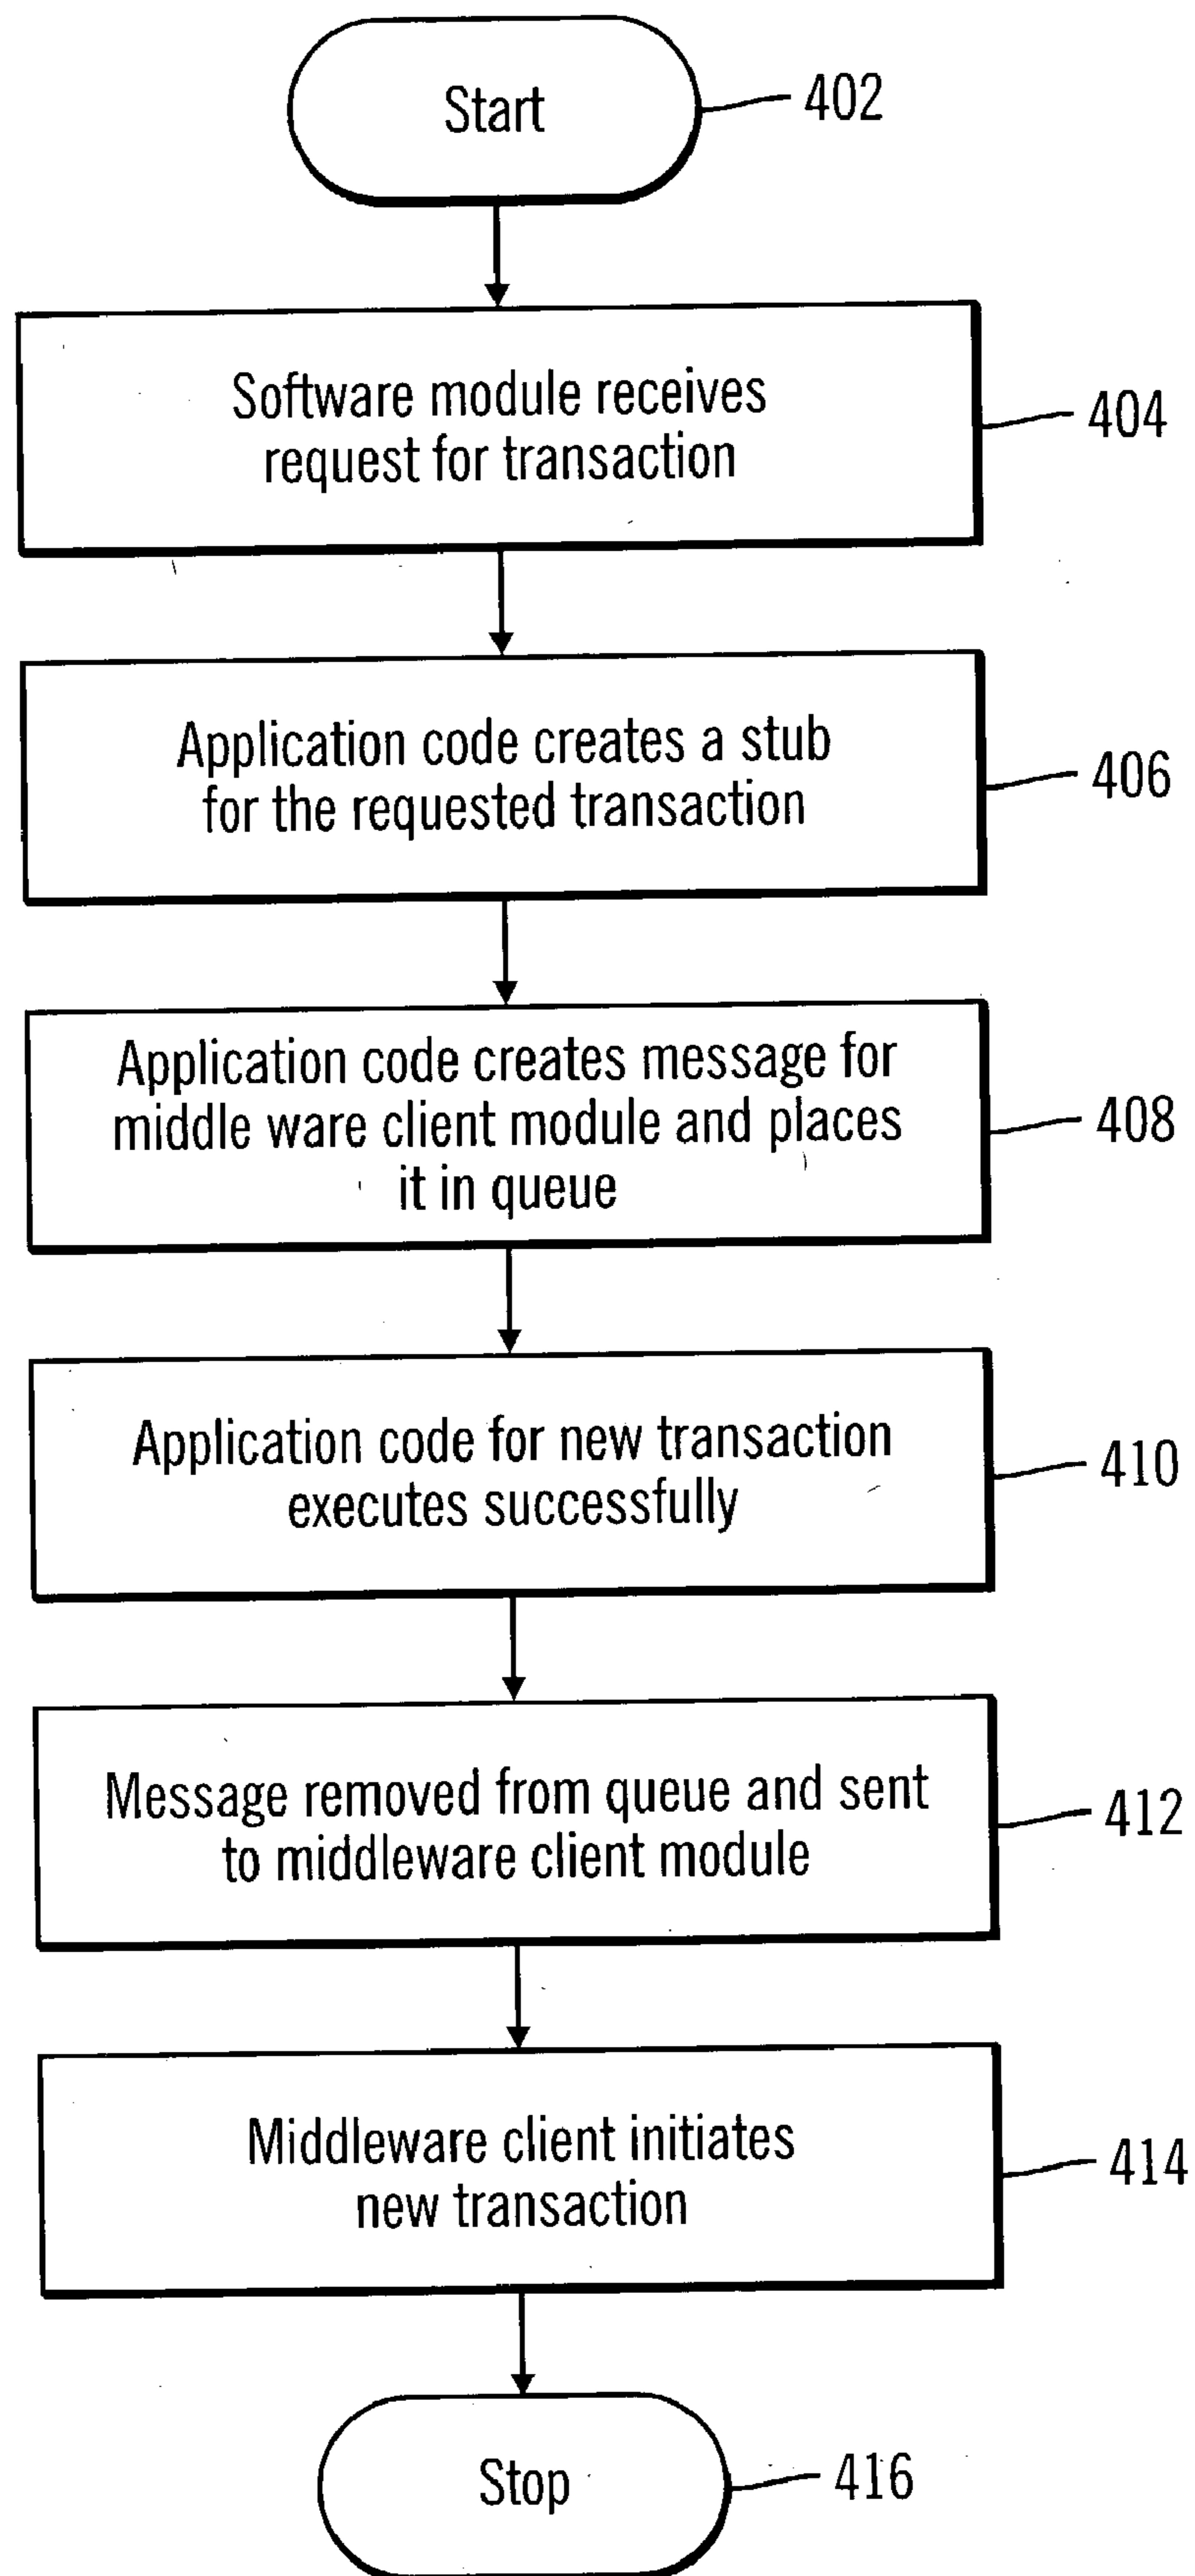 Start
402
Software module receives
request for transaction
404
Application code creates a stub
for the requested transaction
406
Application code creates message for
middle ware client module and places
it in queue
408
Application code for new transaction
executes successfully
410
Message removed from queue and sent
to middleware client module
412
Middleware client initiates
new transaction
414
Stop
416